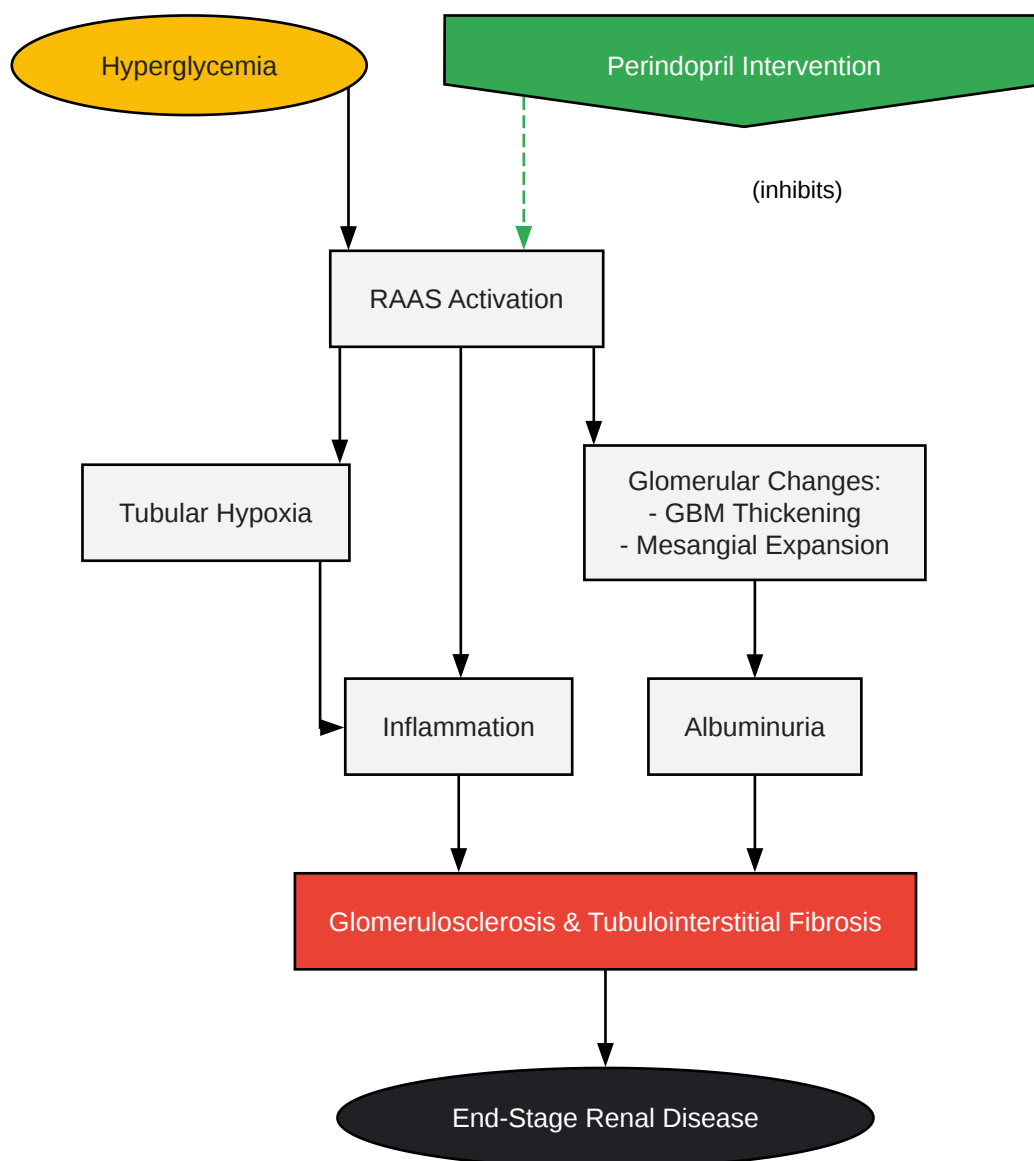 Hyperglycemia
Perindopril Intervention
(inhibits)
RAAS Activation
Tubular Hypoxia
Glomerular Changes:
- GBM Thickening
- Mesangial Expansion
Inflammation
Albuminuria
Glomerulosclerosis & Tubulointerstitial Fibrosis
End-Stage Renal Disease